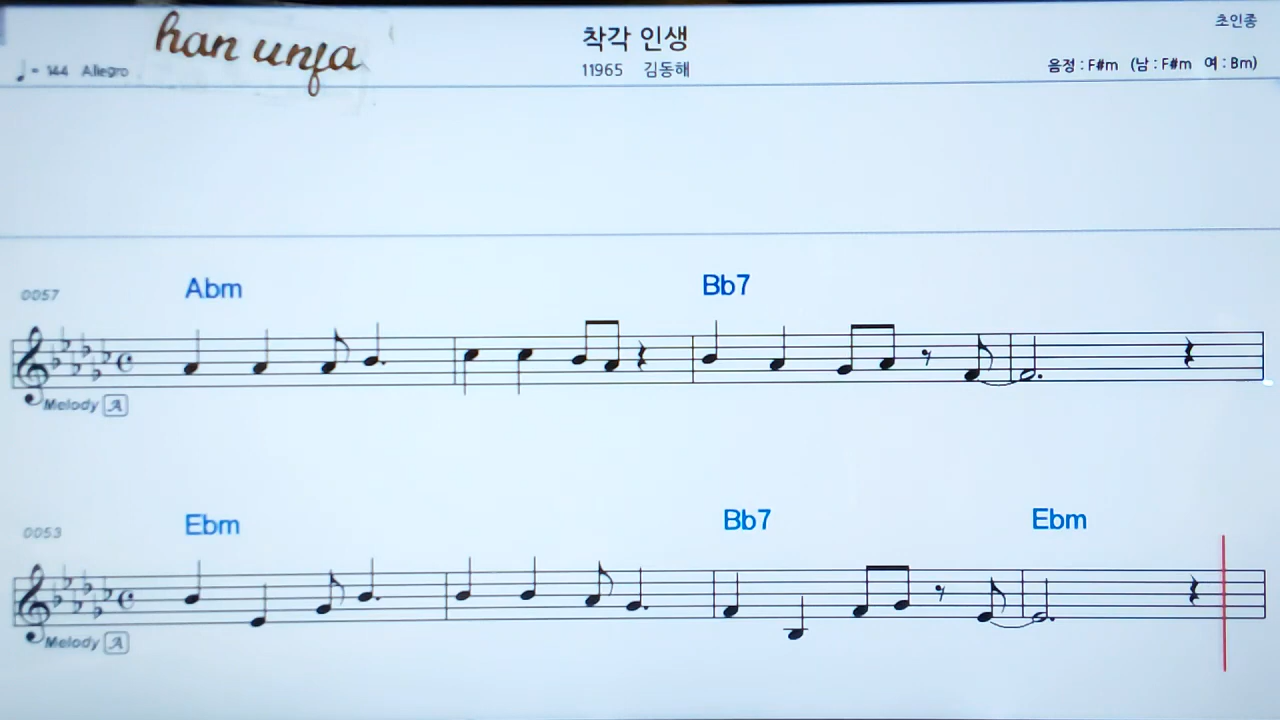 han unja
착각 인생
초인종
♩= 144 Allegro
11965 김동해
음정 : F#m (남 : F#m 여 : Bm)
0057
Abm Bb7
Melody A
0053
Ebm Bb7 Ebm
Melody A